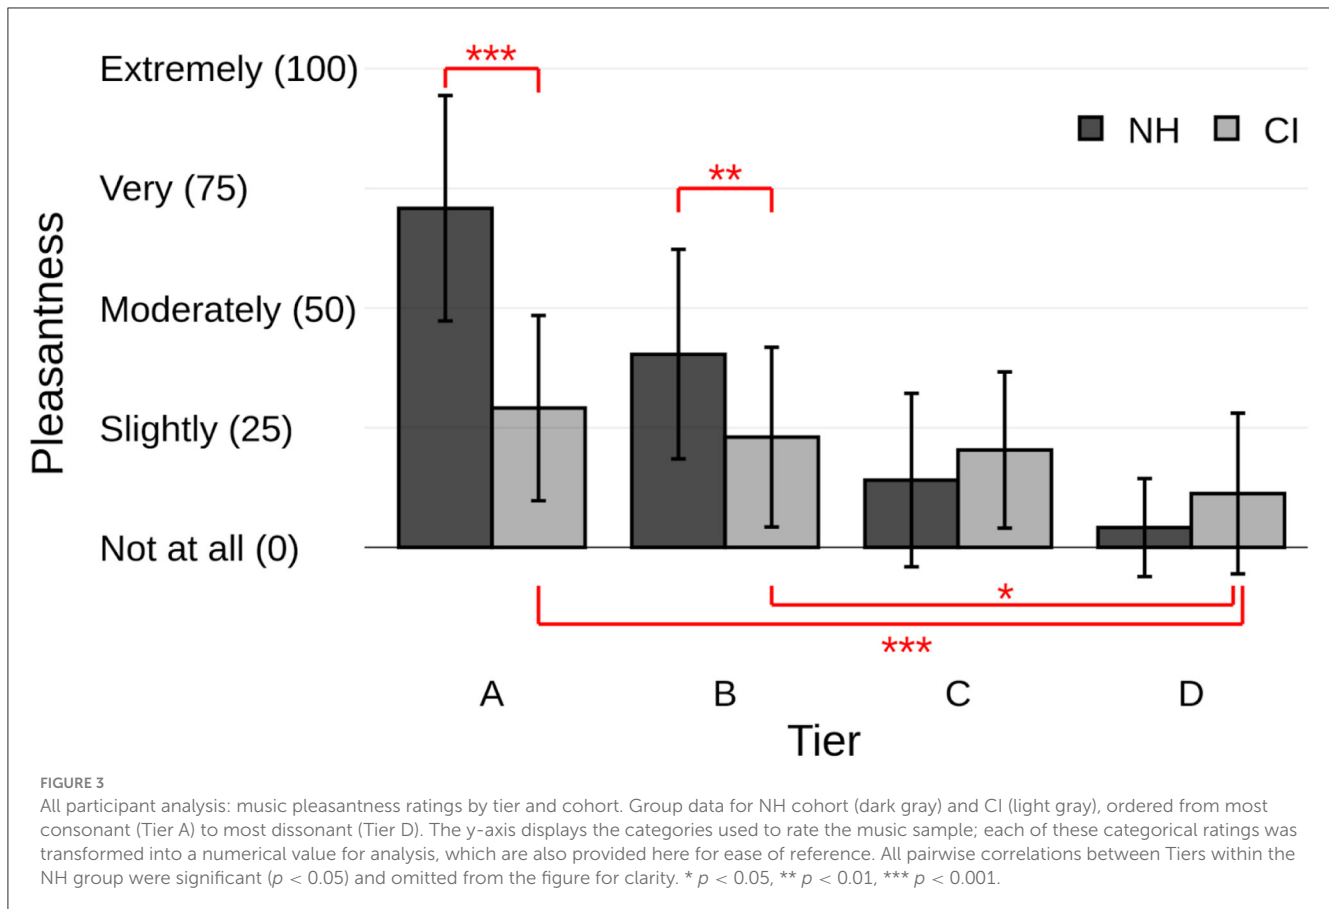 Extremely (100)
***
NH
CI
Very (75)
**
Pleasantness
Moderately (50)
Slightly (25)
Not at all (0)
*
***
A
B
C
D
Tier
FIGURE 3
All participant analysis: music pleasantness ratings by tier and cohort. Group data for NH cohort (dark gray) and CI (light gray), ordered from most
consonant (Tier A) to most dissonant (Tier D). The y-axis displays the categories used to rate the music sample; each of these categorical ratings was
transformed into a numerical value for analysis, which are also provided here for ease of reference. All pairwise correlations between Tiers within the
NH group were significant (p < 0.05) and omitted from the figure for clarity. * p < 0.05, ** p < 0.01, *** p < 0.001.